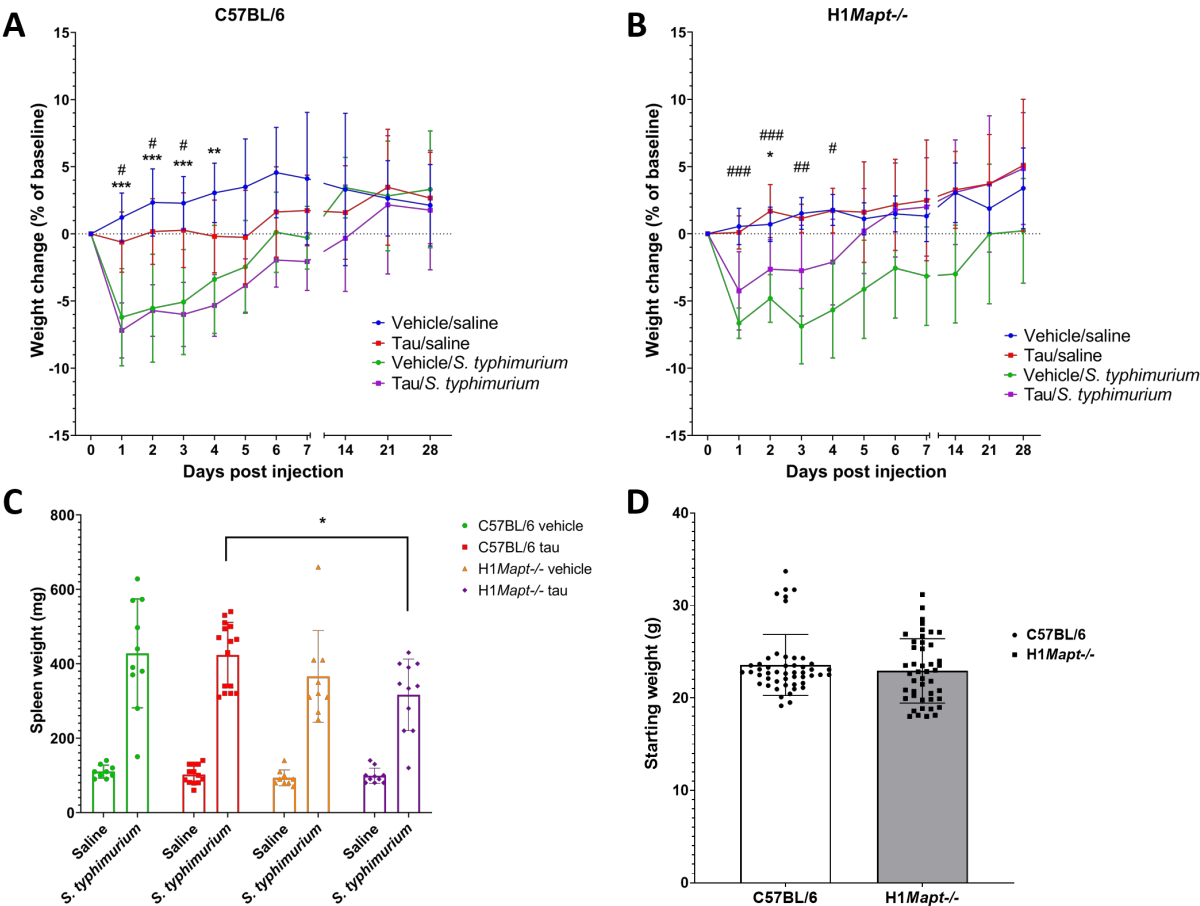 A
C57BL/6
15
10
5
0
-5
-10
-15
Weight change (% of baseline)
#
***
#
***
#
***
**
Vehicle/saline
Tau/saline
Vehicle/S. typhimurium
Tau/S. typhimurium
0 1 2 3 4 5 6 7 14 21 28
Days post injection
B
H1Mapt-/-
15
10
5
0
-5
-10
-15
Weight change (% of baseline)
###
###
*
##
#
Vehicle/saline
Tau/saline
Vehicle/S. typhimurium
Tau/S. typhimurium
0 1 2 3 4 5 6 7 14 21 28
Days post injection
C
800
600
400
200
0
Spleen weight (mg)
*
C57BL/6 vehicle
C57BL/6 tau
H1Mapt-/- vehicle
H1Mapt-/- tau
Saline
S. typhimurium
Saline
S. typhimurium
Saline
S. typhimurium
Saline
S. typhimurium
D
40
30
20
10
0
Starting weight (g)
C57BL/6
H1Mapt-/-
C57BL/6 H1Mapt-/-